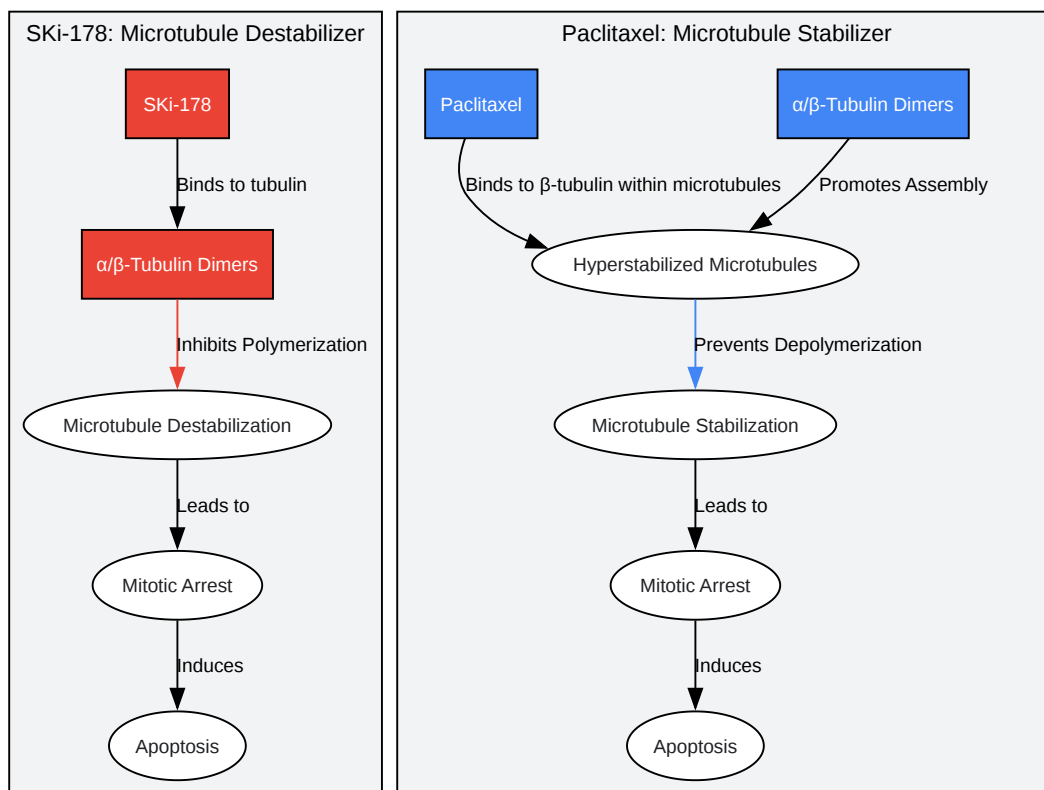 SKi-178: Microtubule Destabilizer
SKi-178
Binds to tubulin
α/β-Tubulin Dimers
Inhibits Polymerization
Microtubule Destabilization
Leads to
Mitotic Arrest
Induces
Apoptosis
Paclitaxel: Microtubule Stabilizer
Paclitaxel
α/β-Tubulin Dimers
Binds to β-tubulin within microtubules
Promotes Assembly
Hyperstabilized Microtubules
Prevents Depolymerization
Microtubule Stabilization
Leads to
Mitotic Arrest
Induces
Apoptosis